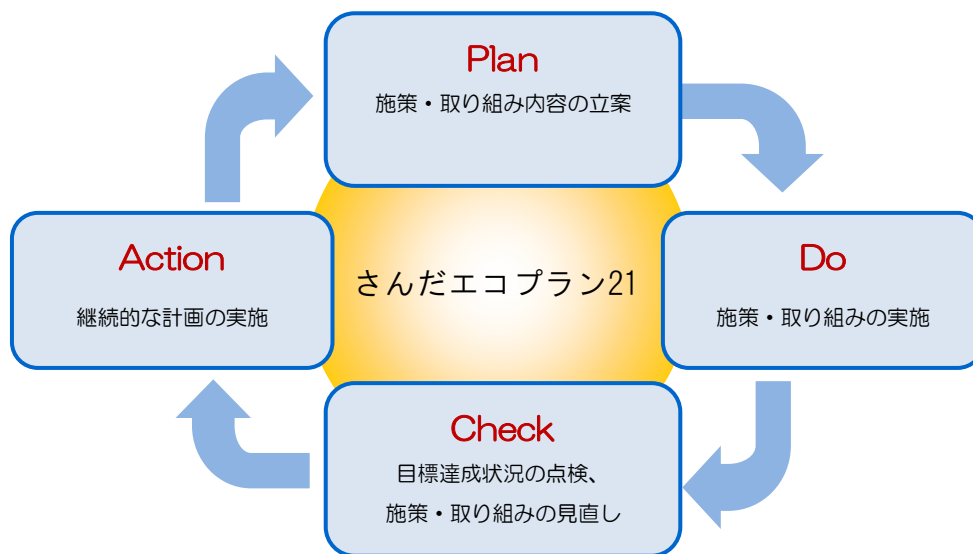 Plan
施策・取り組み内容の立案
Action
継続的な計画の実施
さんだエコプラン21
Do
施策・取り組みの実施
Check
目標達成状況の点検、
施策・取り組みの見直し